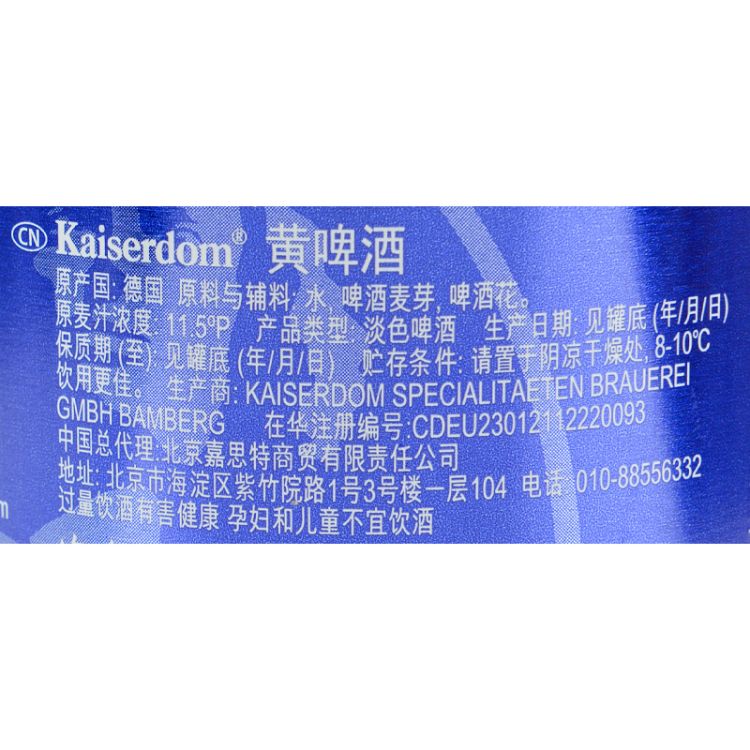 CN Kaiserdom® 黄啤酒
原产国: 德国 原料与辅料: 水, 啤酒麦芽, 啤酒花。
原麦汁浓度: 11.5ºP 产品类型: 淡色啤酒 生产日期: 见罐底 (年/月/日)
保质期 (至): 见罐底 (年/月/日) 贮存条件: 请置于阴凉干燥处, 8-10℃
饮用更佳。 生产商: KAISERDOM SPECIALITAETEN BRAUEREI
GMBH BAMBERG 在华注册编号: CDEU23012112220093
中国总代理: 北京嘉思特商贸有限责任公司
地址: 北京市海淀区紫竹院路1号3号楼一层104 电话: 010-88556332
过量饮酒有害健康 孕妇和儿童不宜饮酒
m